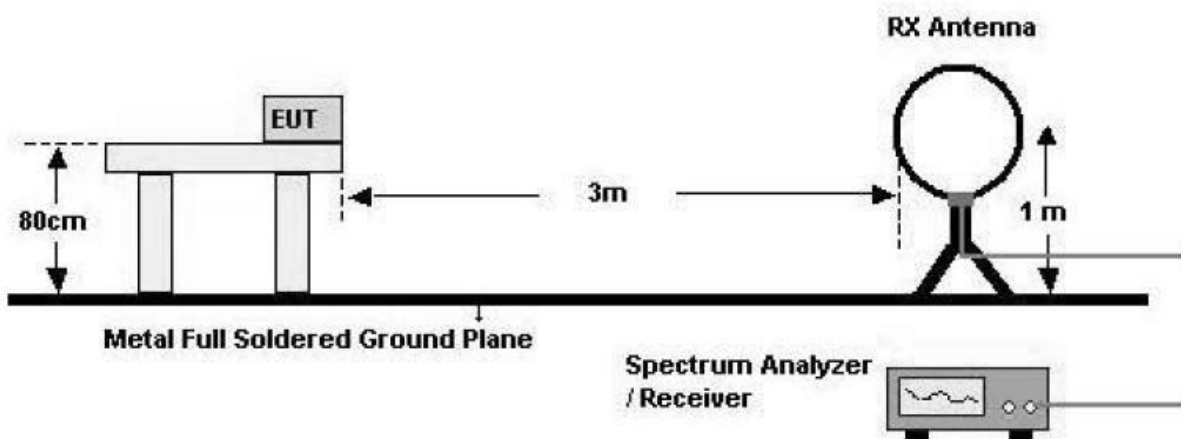 RX Antenna
EUT
80cm
3m
1 m
Metal Full Soldered Ground Plane
Spectrum Analyzer
/ Receiver